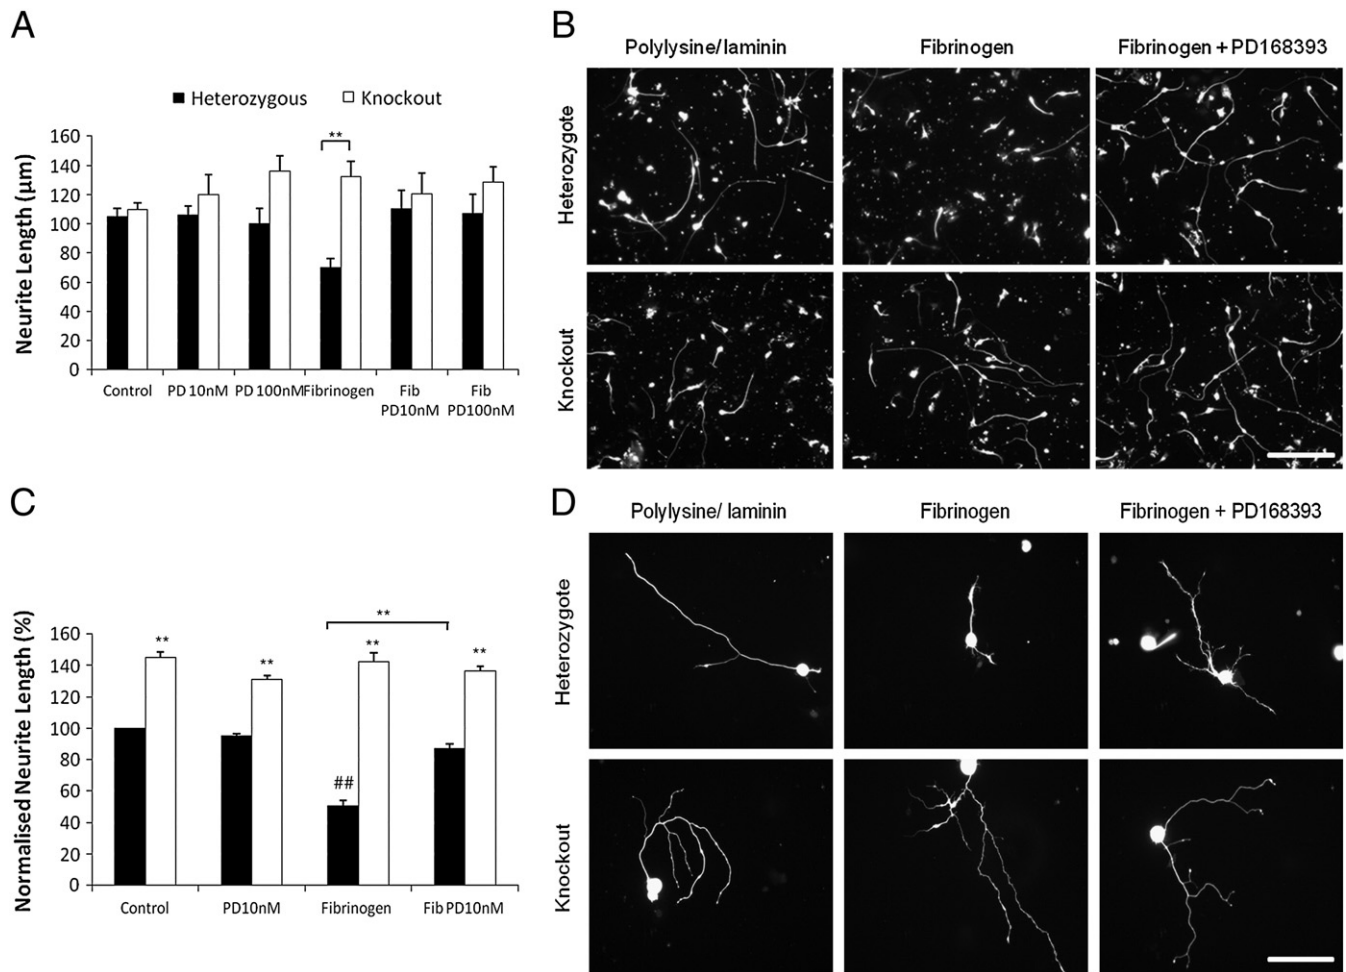 A
Heterozygous Knockout
**
Neurite Length (μm)
160
140
120
100
80
60
40
20
0
Control PD 10nM PD 100nM Fibrinogen Fib PD10nM Fib PD100nM
B
Polylysine/ laminin Fibrinogen Fibrinogen + PD168393
Heterozygote
Knockout
C
Normalised Neurite Length (%)
160
140
120
100
80
60
40
20
0
**
** ** ** **
##
Control PD10nM Fibrinogen Fib PD10nM
D
Polylysine/ laminin Fibrinogen Fibrinogen + PD168393
Heterozygote
Knockout